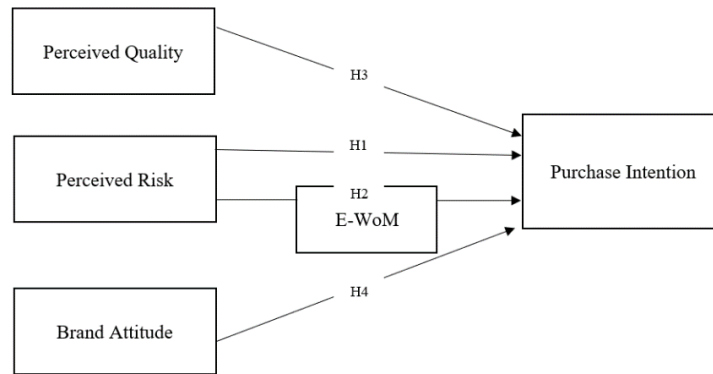 Perceived Quality
H3
H1
Perceived Risk
Purchase Intention
H2
E-WoM
H4
Brand Attitude